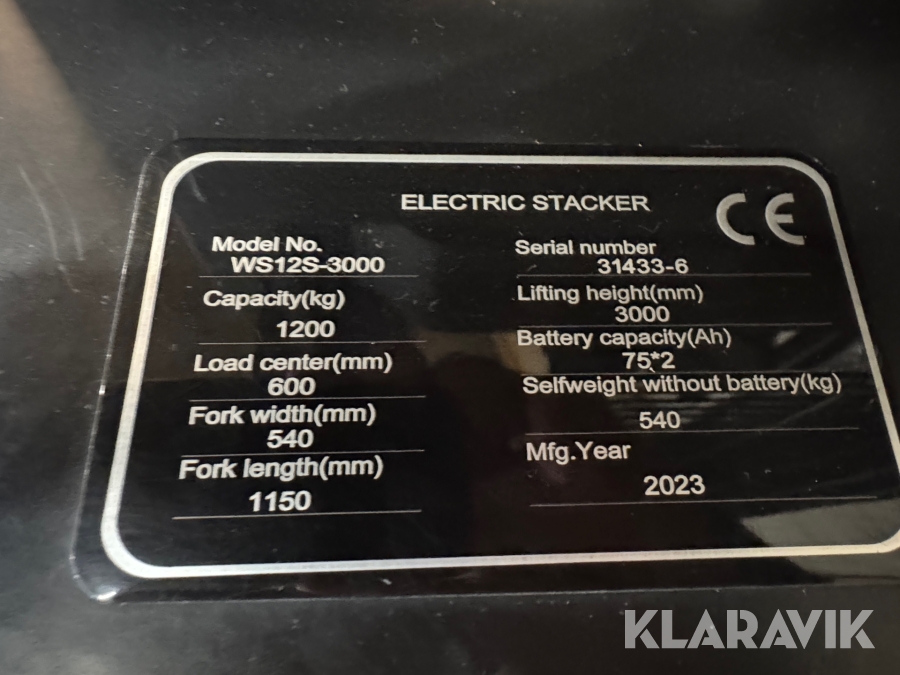 ELECTRIC STACKER
CE
Model No.
WS12S-3000
Serial number
31433-6
Capacity(kg)
1200
Lifting height(mm)
3000
Load center(mm)
600
Battery capacity(Ah)
75*2
Fork width(mm)
540
Selfweight without battery(kg)
540
Fork length(mm)
1150
Mfg.Year
2023
KLARAVIK